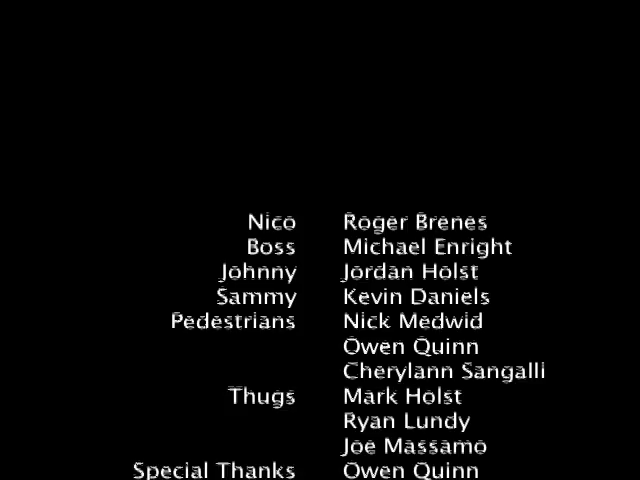 Nico Roger Brenes
Boss Michael Enright
Johnny Jordan Holst
Sammy Kevin Daniels
Pedestrians Nick Medwid
Owen Quinn
Cherylann Sangalli
Thugs Mark Holst
Ryan Lundy
Joe Massamo
Special Thanks Owen Quinn